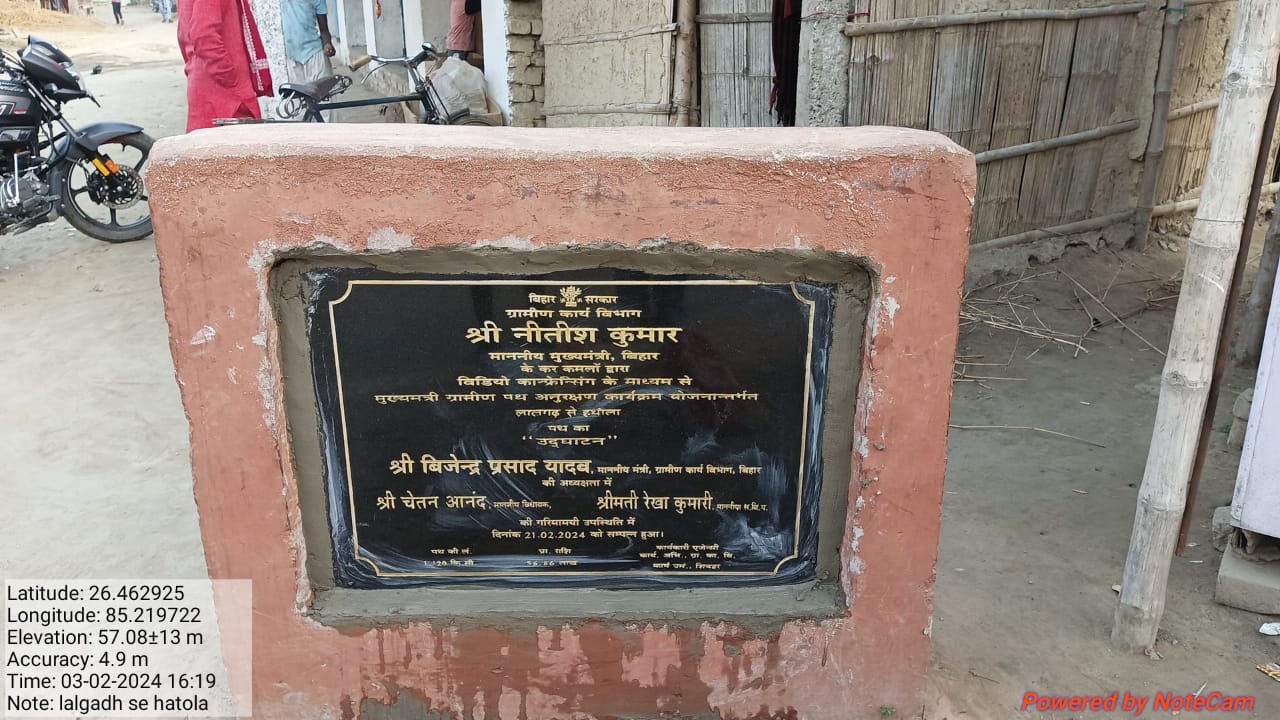 बिहार सरकार
ग्रामीण कार्य विभाग
श्री नीतीश कुमार
माननीय मुख्यमंत्री, बिहार
के कर कमलों द्वारा
विडियो कान्फ्रेन्सिंग के माध्यम से
मुख्यमंत्री ग्रामीण पथ अनुरक्षण कार्यक्रम योजनान्तर्गत
लालगढ़ से हथौला
पथ का
"उद्घाटन"
श्री बिजेन्द्र प्रसाद यादव, माननीय मंत्री, ग्रामीण कार्य विभाग, बिहार
की अध्यक्षता में
श्री चेतन आनंद, माननीय विधायक, श्रीमती रेखा कुमारी, माननीया स.वि.प.
की गरिमामयी उपस्थिति में
दिनांक 21.02.2024 को सम्पन्न हुआ।
पथ की लं. प्रा. राशि कार्यकारी एजेन्सी
कि.मी. लाख कार्य. अभि., ग्रा. का. वि.
कार्य प्रमं., शिवहर
Latitude: 26.462925
Longitude: 85.219722
Elevation: 57.08±13 m
Accuracy: 4.9 m
Time: 03-02-2024 16:19
Note: lalgadh se hatola
Powered by NoteCam